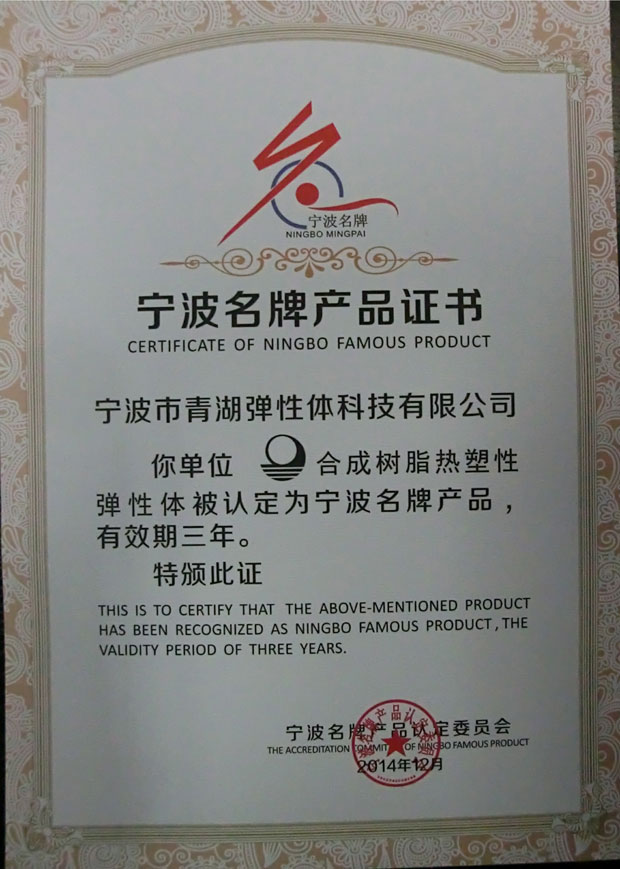 宁波名牌
NINGBO MINGPAI
宁波名牌产品证书
CERTIFICATE OF NINGBO FAMOUS PRODUCT
宁波市青湖弹性体科技有限公司
你单位 合成树脂热塑性
弹性体被认定为宁波名牌产品，
有效期三年。
特颁此证
THIS IS TO CERTIFY THAT THE ABOVE-MENTIONED PRODUCT
HAS BEEN RECOGNIZED AS NINGBO FAMOUS PRODUCT, THE
VALIDITY PERIOD OF THREE YEARS.
宁波名牌产品认定委员会
THE ACCREDITATION COMMITTEE OF NINGBO FAMOUS PRODUCT
2014年12月